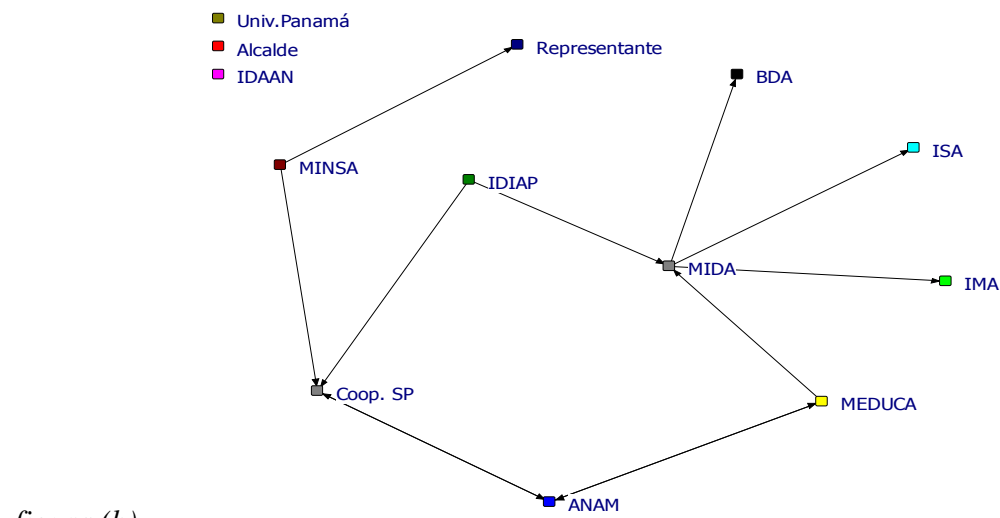 Univ.Panamá
Alcalde
IDAAN
Representante
BDA
ISA
MINSA
IDIAP
MIDA
IMA
Coop. SP
MEDUCA
ANAM